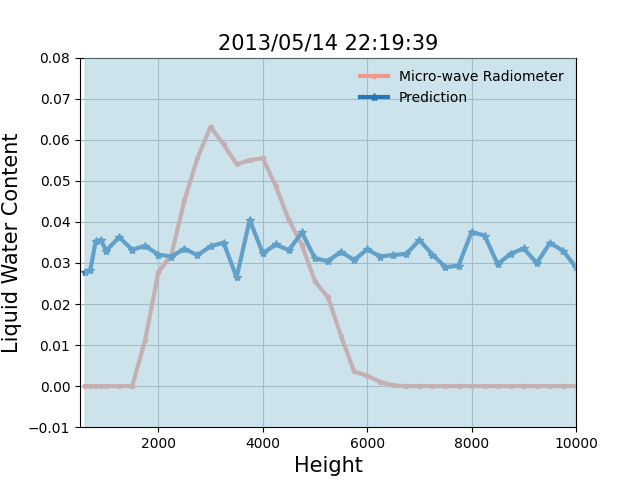 2013/05/14 22:19:39
Micro-wave Radiometer
Prediction
Liquid Water Content
0.08
0.07
0.06
0.05
0.04
0.03
0.02
0.01
0.00
−0.01
2000 4000 6000 8000 10000
Height